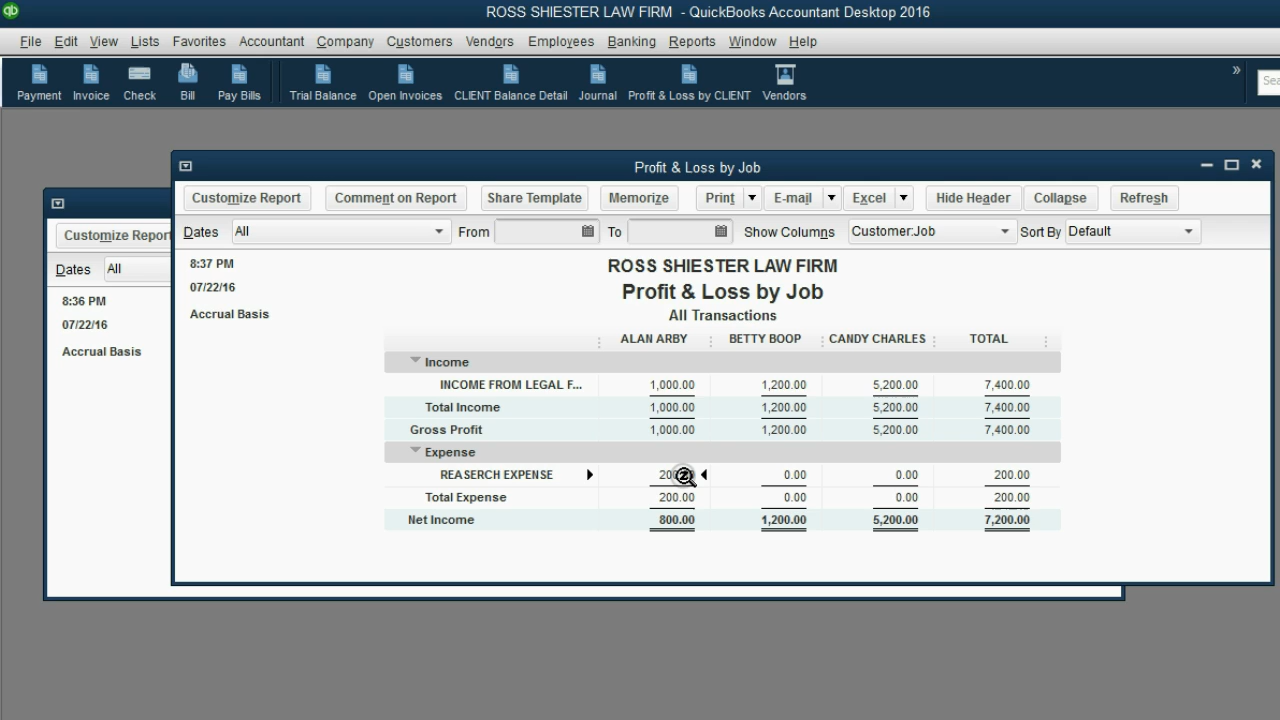 qb
ROSS SHIESTER LAW FIRM - QuickBooks Accountant Desktop 2016
File Edit View Lists Favorites Accountant Company Customers Vendors Employees Banking Reports Window Help
Payment Invoice Check Bill Pay Bills Trial Balance Open Invoices CLIENT Balance Detail Journal Profit & Loss by CLIENT Vendors » Sea
Profit & Loss by Job
Customize Report Comment on Report Share Template Memorize Print E-mail Excel Hide Header Collapse Refresh
Dates All From To Show Columns Customer:Job Sort By Default
8:37 PM
07/22/16
Accrual Basis
ROSS SHIESTER LAW FIRM
Profit & Loss by Job
All Transactions
ALAN ARBY BETTY BOOP CANDY CHARLES TOTAL
Income
INCOME FROM LEGAL F... 1,000.00 1,200.00 5,200.00 7,400.00
Total Income 1,000.00 1,200.00 5,200.00 7,400.00
Gross Profit 1,000.00 1,200.00 5,200.00 7,400.00
Expense
REASERCH EXPENSE 0.00 0.00 200.00
Total Expense 200.00 0.00 0.00 200.00
Net Income 800.00 1,200.00 5,200.00 7,200.00
Customize Report
Dates All
8:36 PM
07/22/16
Accrual Basis